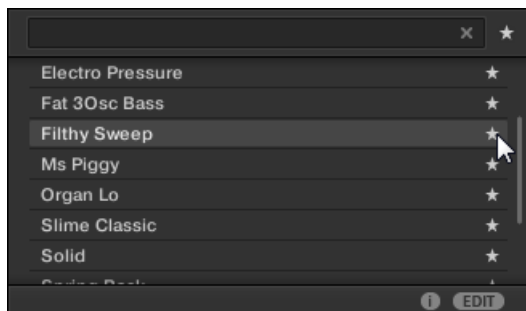 Electro Pressure
Fat 3Osc Bass
Filthy Sweep
Ms Piggy
Organ Lo
Slime Classic
Solid
EDIT